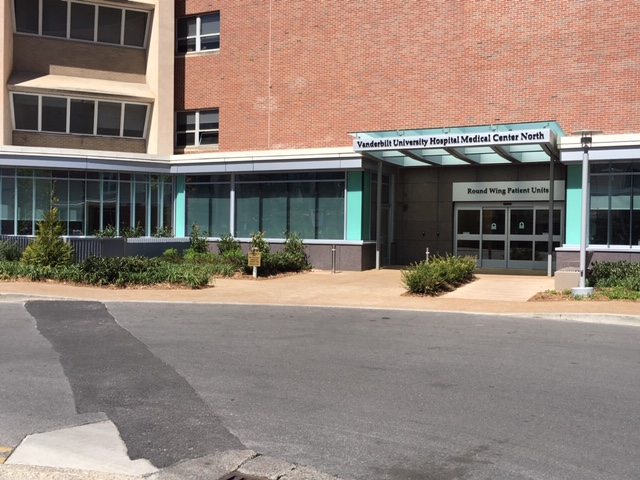 Vanderbilt University Hospital Medical Center North
Round Wing Patient Units